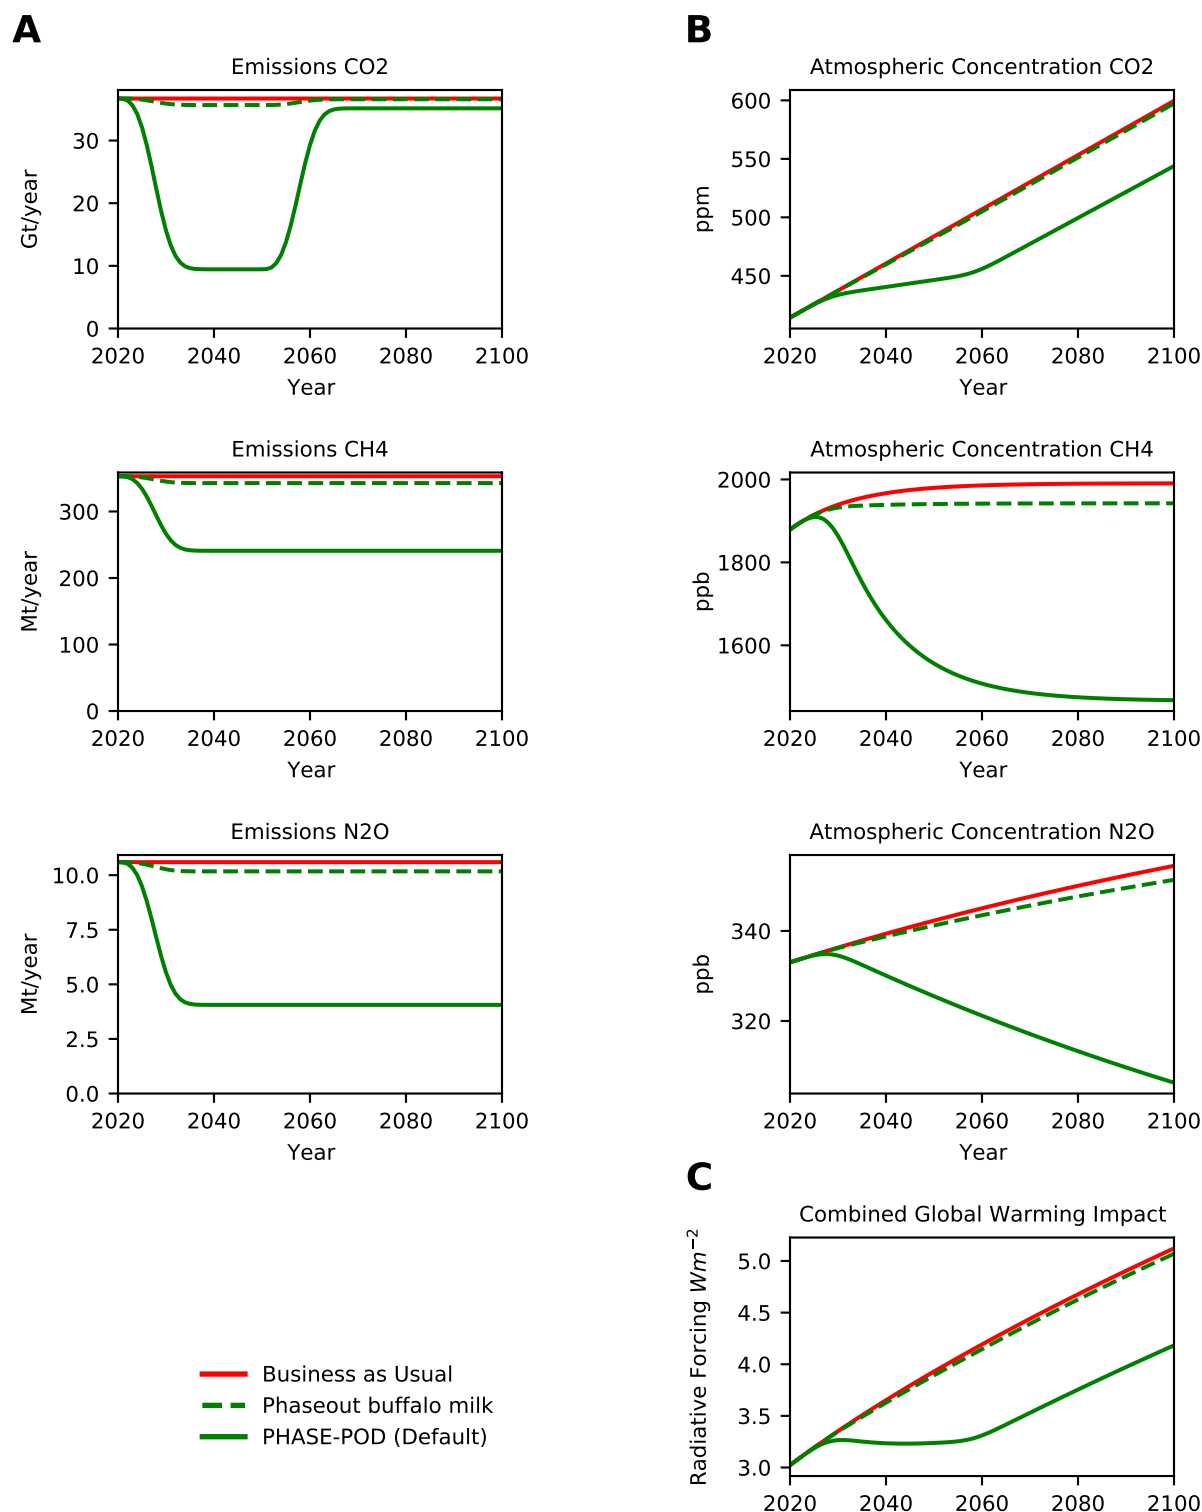 A
Emissions CO2
Gt/year
30
20
10
0
2020 2040 2060 2080 2100
Year
Emissions CH4
Mt/year
300
200
100
0
2020 2040 2060 2080 2100
Year
Emissions N2O
Mt/year
10.0
7.5
5.0
2.5
0.0
2020 2040 2060 2080 2100
Year
Business as Usual
Phaseout buffalo milk
PHASE-POD (Default)
B
Atmospheric Concentration CO2
ppm
600
550
500
450
2020 2040 2060 2080 2100
Year
Atmospheric Concentration CH4
ppb
2000
1800
1600
2020 2040 2060 2080 2100
Year
Atmospheric Concentration N2O
ppb
340
320
2020 2040 2060 2080 2100
Year
C
Combined Global Warming Impact
Radiative Forcing Wm⁻²
5.0
4.5
4.0
3.5
3.0
2020 2040 2060 2080 2100